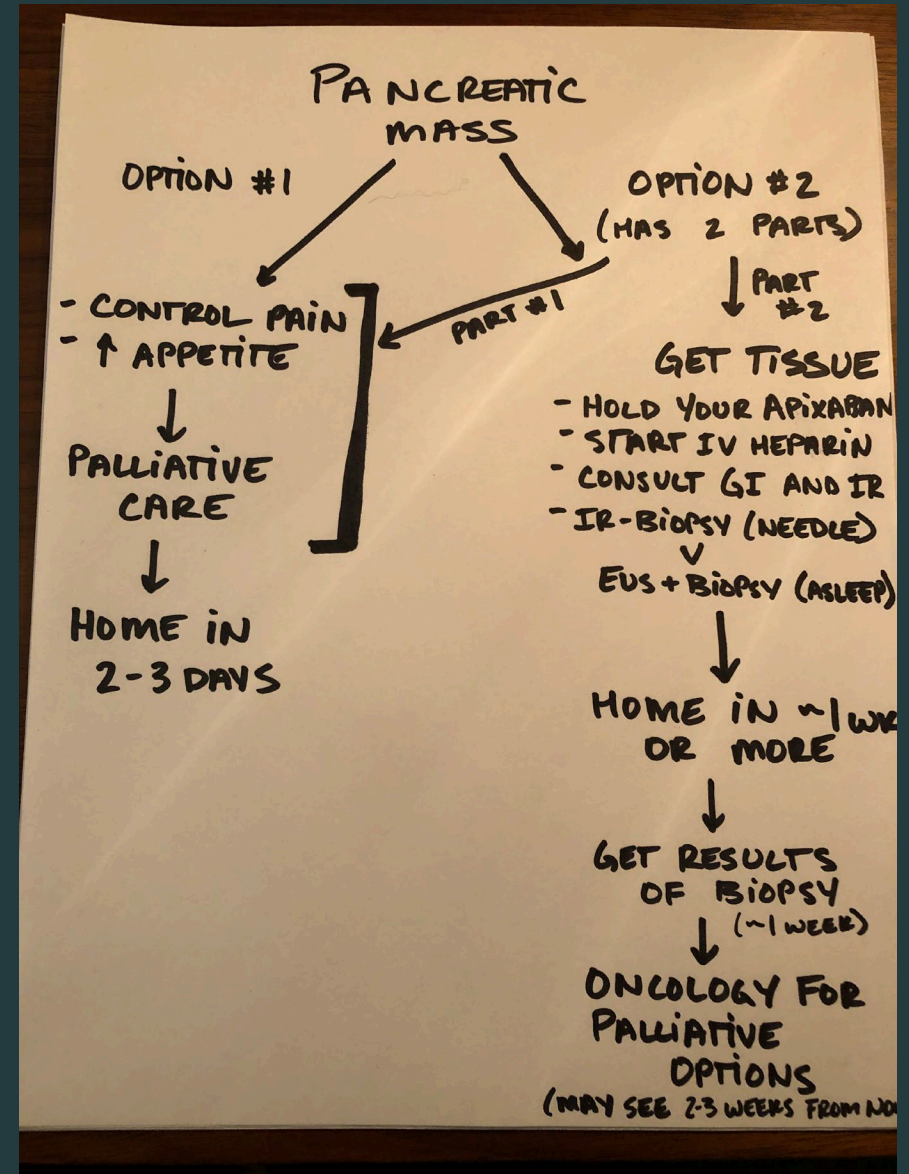 PANCREATIC
MASS
OPTION #1
- CONTROL PAIN
- ↑ APPETITE
PALLIATIVE
CARE
HOME IN
2-3 DAYS
OPTION #2
(HAS 2 PARTS)
PART #1
PART
#2
GET TISSUE
- HOLD YOUR APIXABAN
- START IV HEPARIN
- CONSULT GI AND IR
- IR-BIOPSY (NEEDLE)
V
EUS + BIOPSY (ASLEEP)
HOME IN ~1 WK
OR MORE
GET RESULTS
OF BIOPSY
(~1 WEEK)
ONCOLOGY FOR
PALLIATIVE
OPTIONS
(MAY SEE 2-3 WEEKS FROM